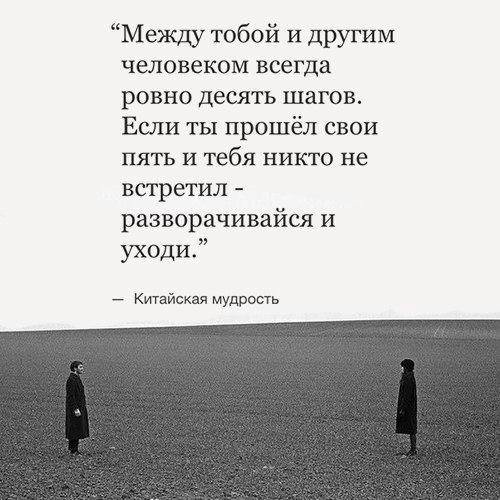 “Между тобой и другим
человеком всегда
ровно десять шагов.
Если ты прошёл свои
пять и тебя никто не
встретил -
разворачивайся и
уходи.”
— Китайская мудрость